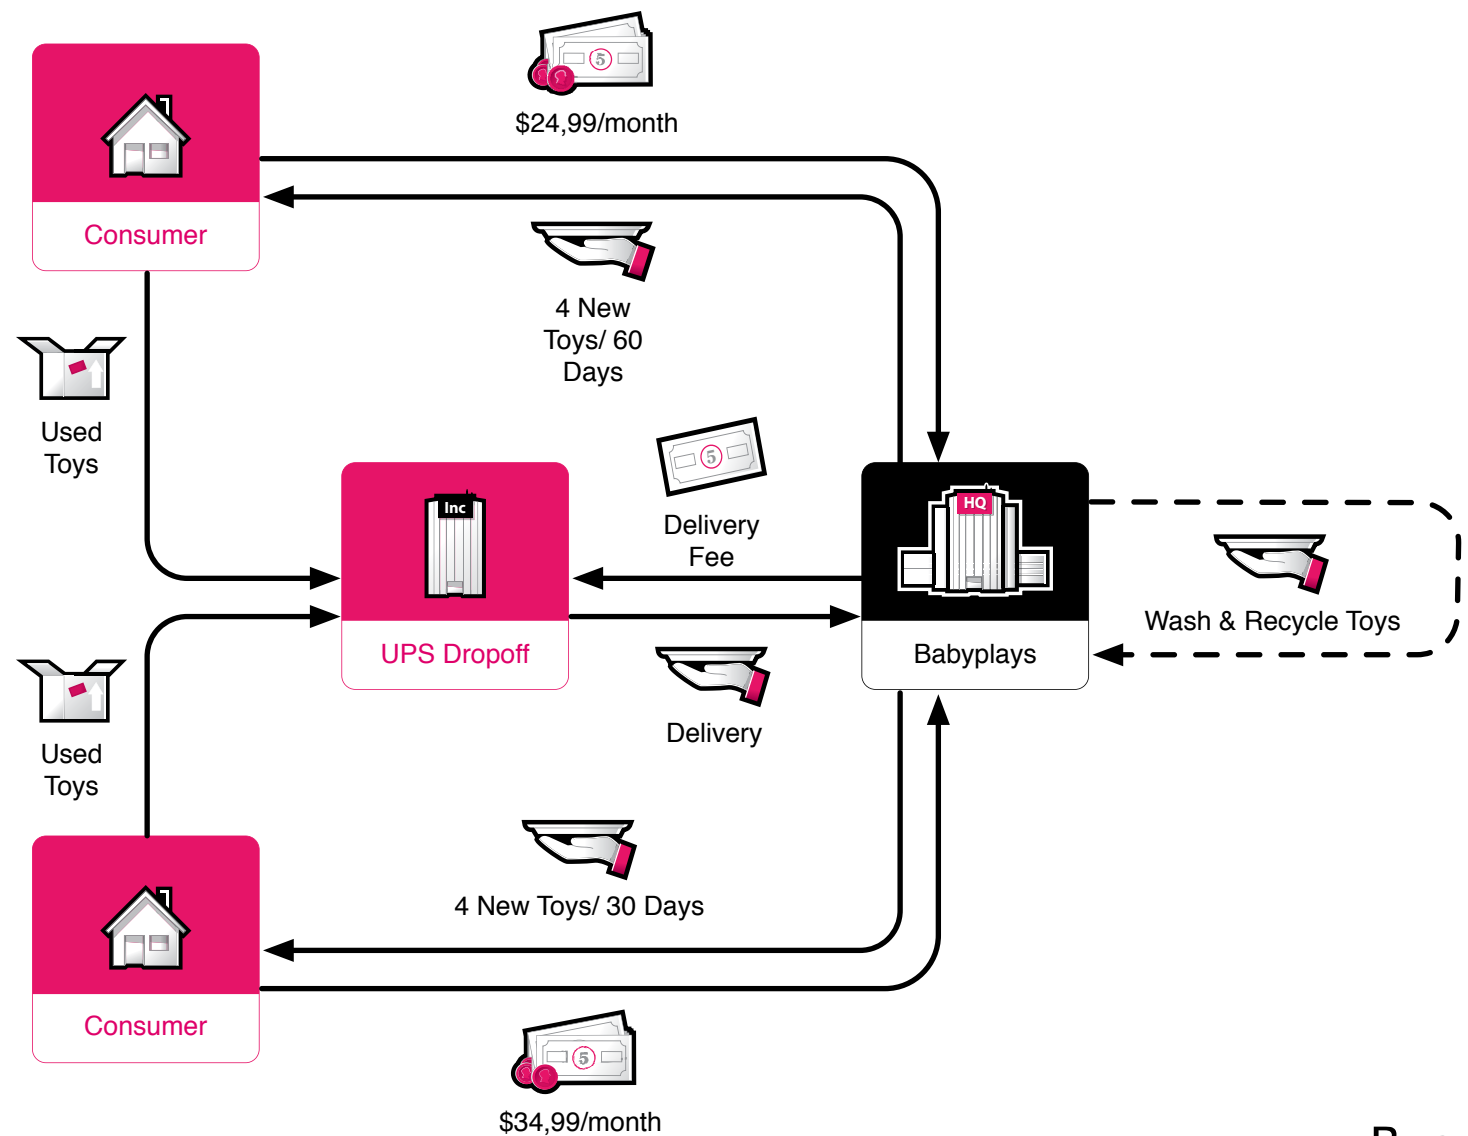 $24,99/month
Consumer
4 New
Toys/ 60
Days
Used
Toys
Delivery
Fee
Inc
HQ
Wash & Recycle Toys
UPS Dropoff
Babyplays
Delivery
Used
Toys
4 New Toys/ 30 Days
Consumer
$34,99/month